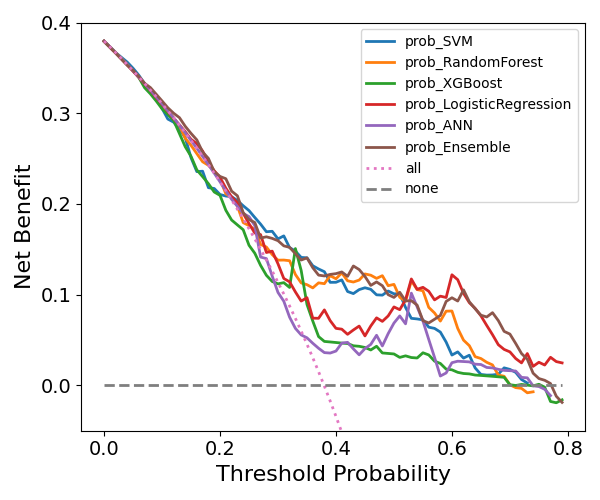 0.4
0.3
0.2
0.1
0.0
Net Benefit
prob_SVM
prob_RandomForest
prob_XGBoost
prob_LogisticRegression
prob_ANN
prob_Ensemble
all
none
0.0 0.2 0.4 0.6 0.8
Threshold Probability